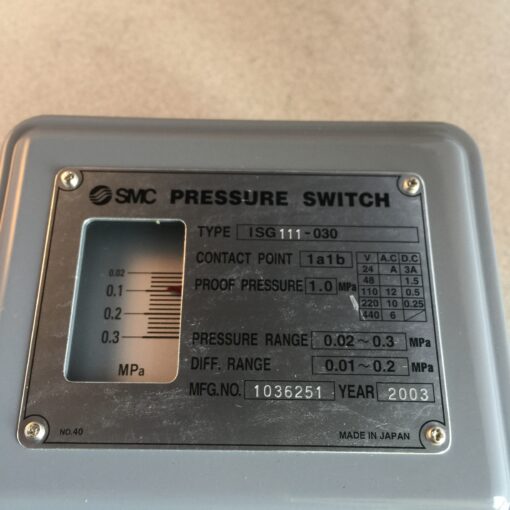 SMC PRESSURE SWITCH
TYPE ISG111-030
CONTACT POINT 1a1b
PROOF PRESSURE 1.0 MPa
V A.C D.C
24 A 3A
48 1.5
110 12 0.5
220 10 0.25
440 6
PRESSURE RANGE 0.02~0.3 MPa
DIFF. RANGE 0.01~0.2 MPa
MFG.NO. 1036251 YEAR 2003
0.02
0.1
0.2
0.3
MPa
NO.40
MADE IN JAPAN